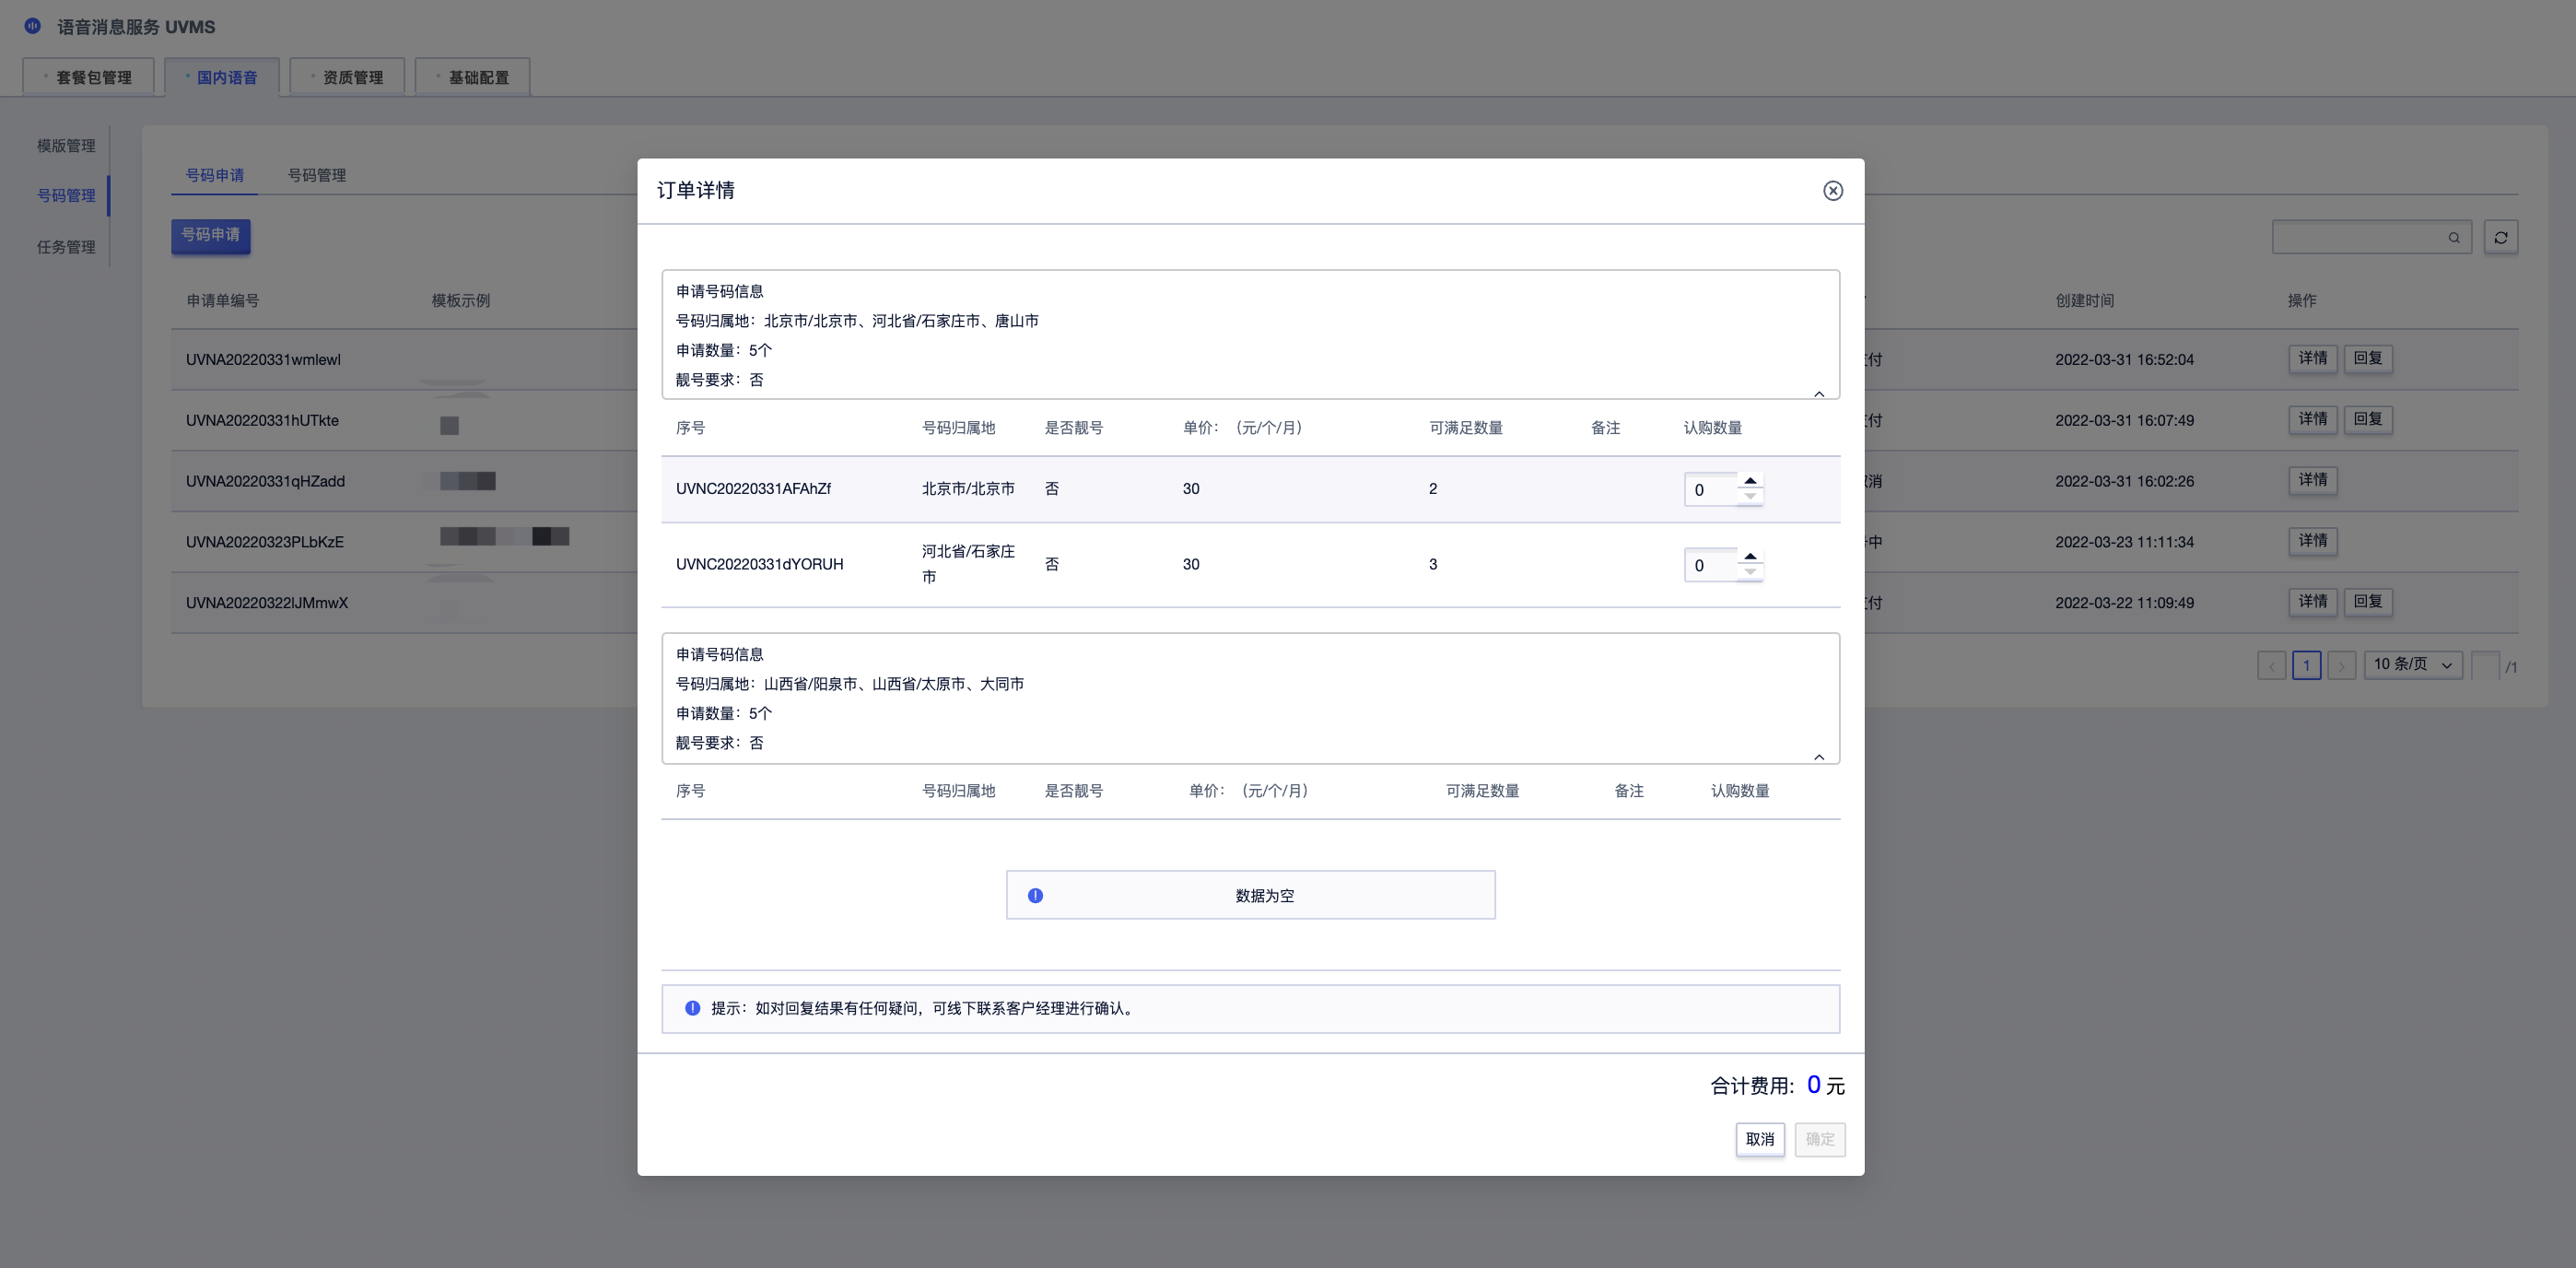 语音消息服务 UVMS
套餐包管理
国内语音
资质管理
基础配置
模版管理
号码管理
任务管理
号码申请
号码管理
号码申请
申请单编号
模板示例
创建时间
操作
UVNA20220331wmlewl
支付
2022-03-31 16:52:04
详情
回复
UVNA20220331hUTkte
支付
2022-03-31 16:07:49
详情
回复
UVNA20220331qHZadd
2022-03-31 16:02:26
详情
UVNA20220323PLbKzE
中
2022-03-23 11:11:34
详情
UVNA20220322lJMmwX
支付
2022-03-22 11:09:49
详情
回复
1
10 条/页
/1
订单详情
申请号码信息
号码归属地：北京市/北京市、河北省/石家庄市、唐山市
申请数量：5个
靓号要求：否
序号 号码归属地 是否靓号 单价：（元/个/月） 可满足数量 备注 认购数量
UVNC20220331AFAhZf 北京市/北京市 否 30 2 0
UVNC20220331dYORUH 河北省/石家庄 否 30 3 0
市
申请号码信息
号码归属地：山西省/阳泉市、山西省/太原市、大同市
申请数量：5个
靓号要求：否
序号 号码归属地 是否靓号 单价：（元/个/月） 可满足数量 备注 认购数量
数据为空
提示：如对回复结果有任何疑问，可线下联系客户经理进行确认。
合计费用: 0 元
取消
确定